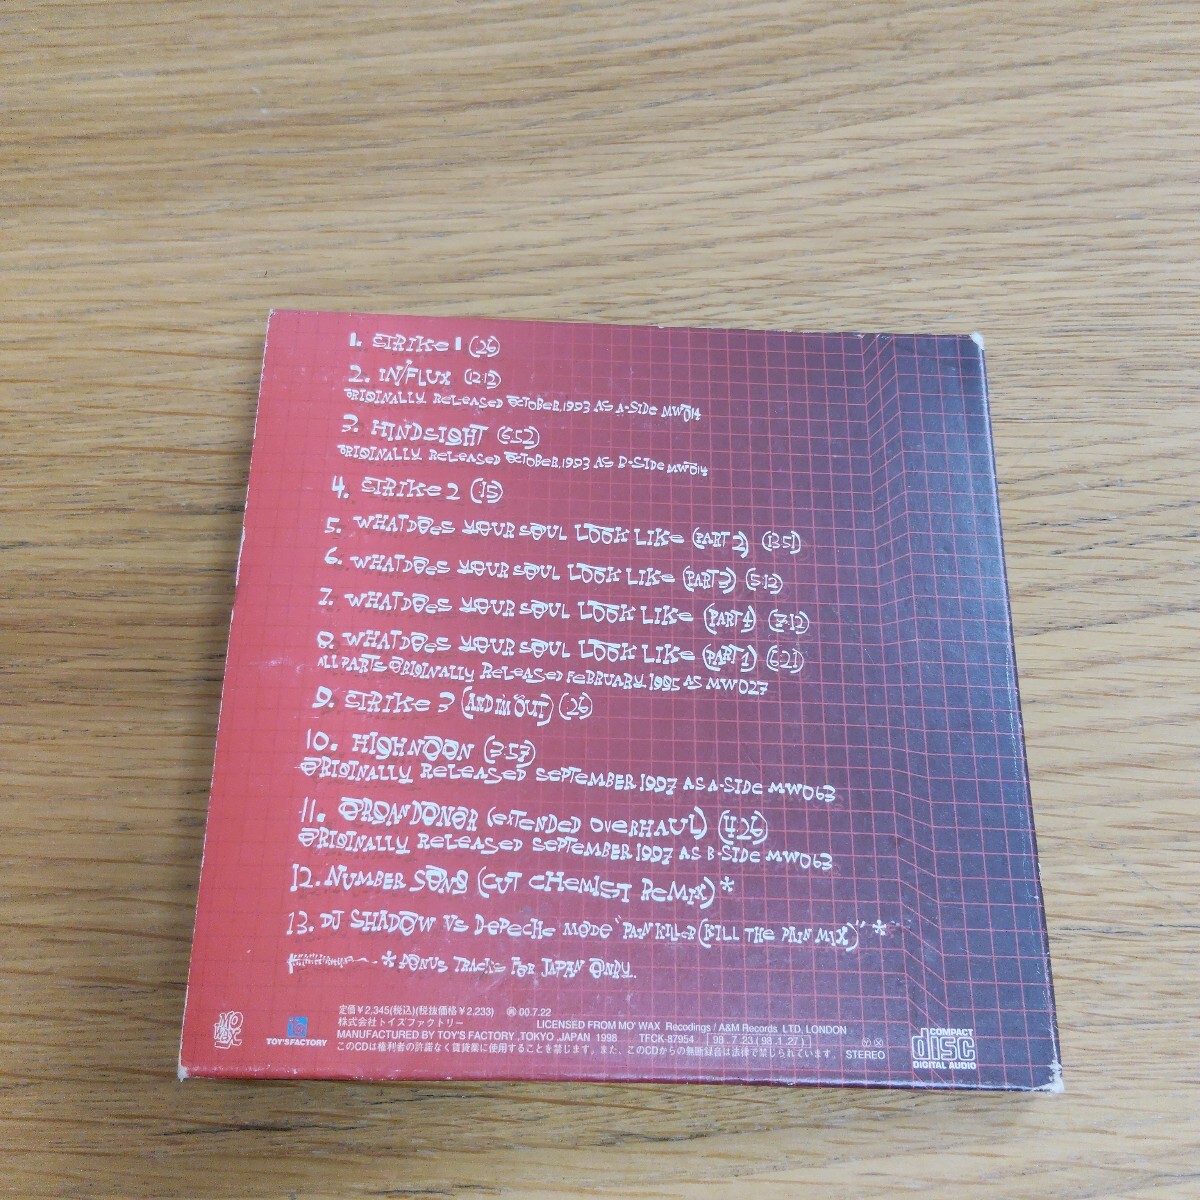 1. STRIKE 1 (26)
2. IN/FLUX (12:12)
ORIGINALLY RELEASED OCTOBER, 1993 AS A-SIDE MW014
3. HINDSIGHT (6:52)
ORIGINALLY RELEASED OCTOBER, 1993 AS B-SIDE MW014
4. STRIKE 2 (15)
5. WHAT DOES YOUR SOUL LOOK LIKE (PART 2) (13:51)
6. WHAT DOES YOUR SOUL LOOK LIKE (PART 3) (5:12)
7. WHAT DOES YOUR SOUL LOOK LIKE (PART 4) (7:12)
8. WHAT DOES YOUR SOUL LOOK LIKE (PART 1) (6:21)
ALL PARTS ORIGINALLY RELEASED FEBRUARY 1995 AS MW027
9. STRIKE 3 (AND I'M OUT) (26)
10. HIGH NOON (3:57)
ORIGINALLY RELEASED SEPTEMBER 1997 AS A-SIDE MW063
11. ORGAN DONOR (EXTENDED OVERHAUL) (4:26)
ORIGINALLY RELEASED SEPTEMBER 1997 AS B-SIDE MW063
12. NUMBER SONG (CUT CHEMIST REMIX) *
13. DJ SHADOW VS DEPECHE MODE "PAINKILLER (KILL THE PAIN MIX)" *
* BONUS TRACKS FOR JAPAN ONLY.
MO WAX
TOY'S FACTORY
定価￥2,345(税込)(税抜価格￥2,233) Ⓟ 00.7.22
株式会社トイズファクトリー LICENSED FROM MO' WAX Recordings / A&M Records LTD, LONDON
MANUFACTURED BY TOY'S FACTORY ,TOKYO ,JAPAN 1998 TFCK-87954 98.7.23(98.1.27)
このCDは権利者の許諾なく賃貸業に使用することを禁じます。また、このCDからの無断録音は法律で禁じられています。
Ⓨ Ⓧ
STEREO
COMPACT
disc
DIGITAL AUDIO